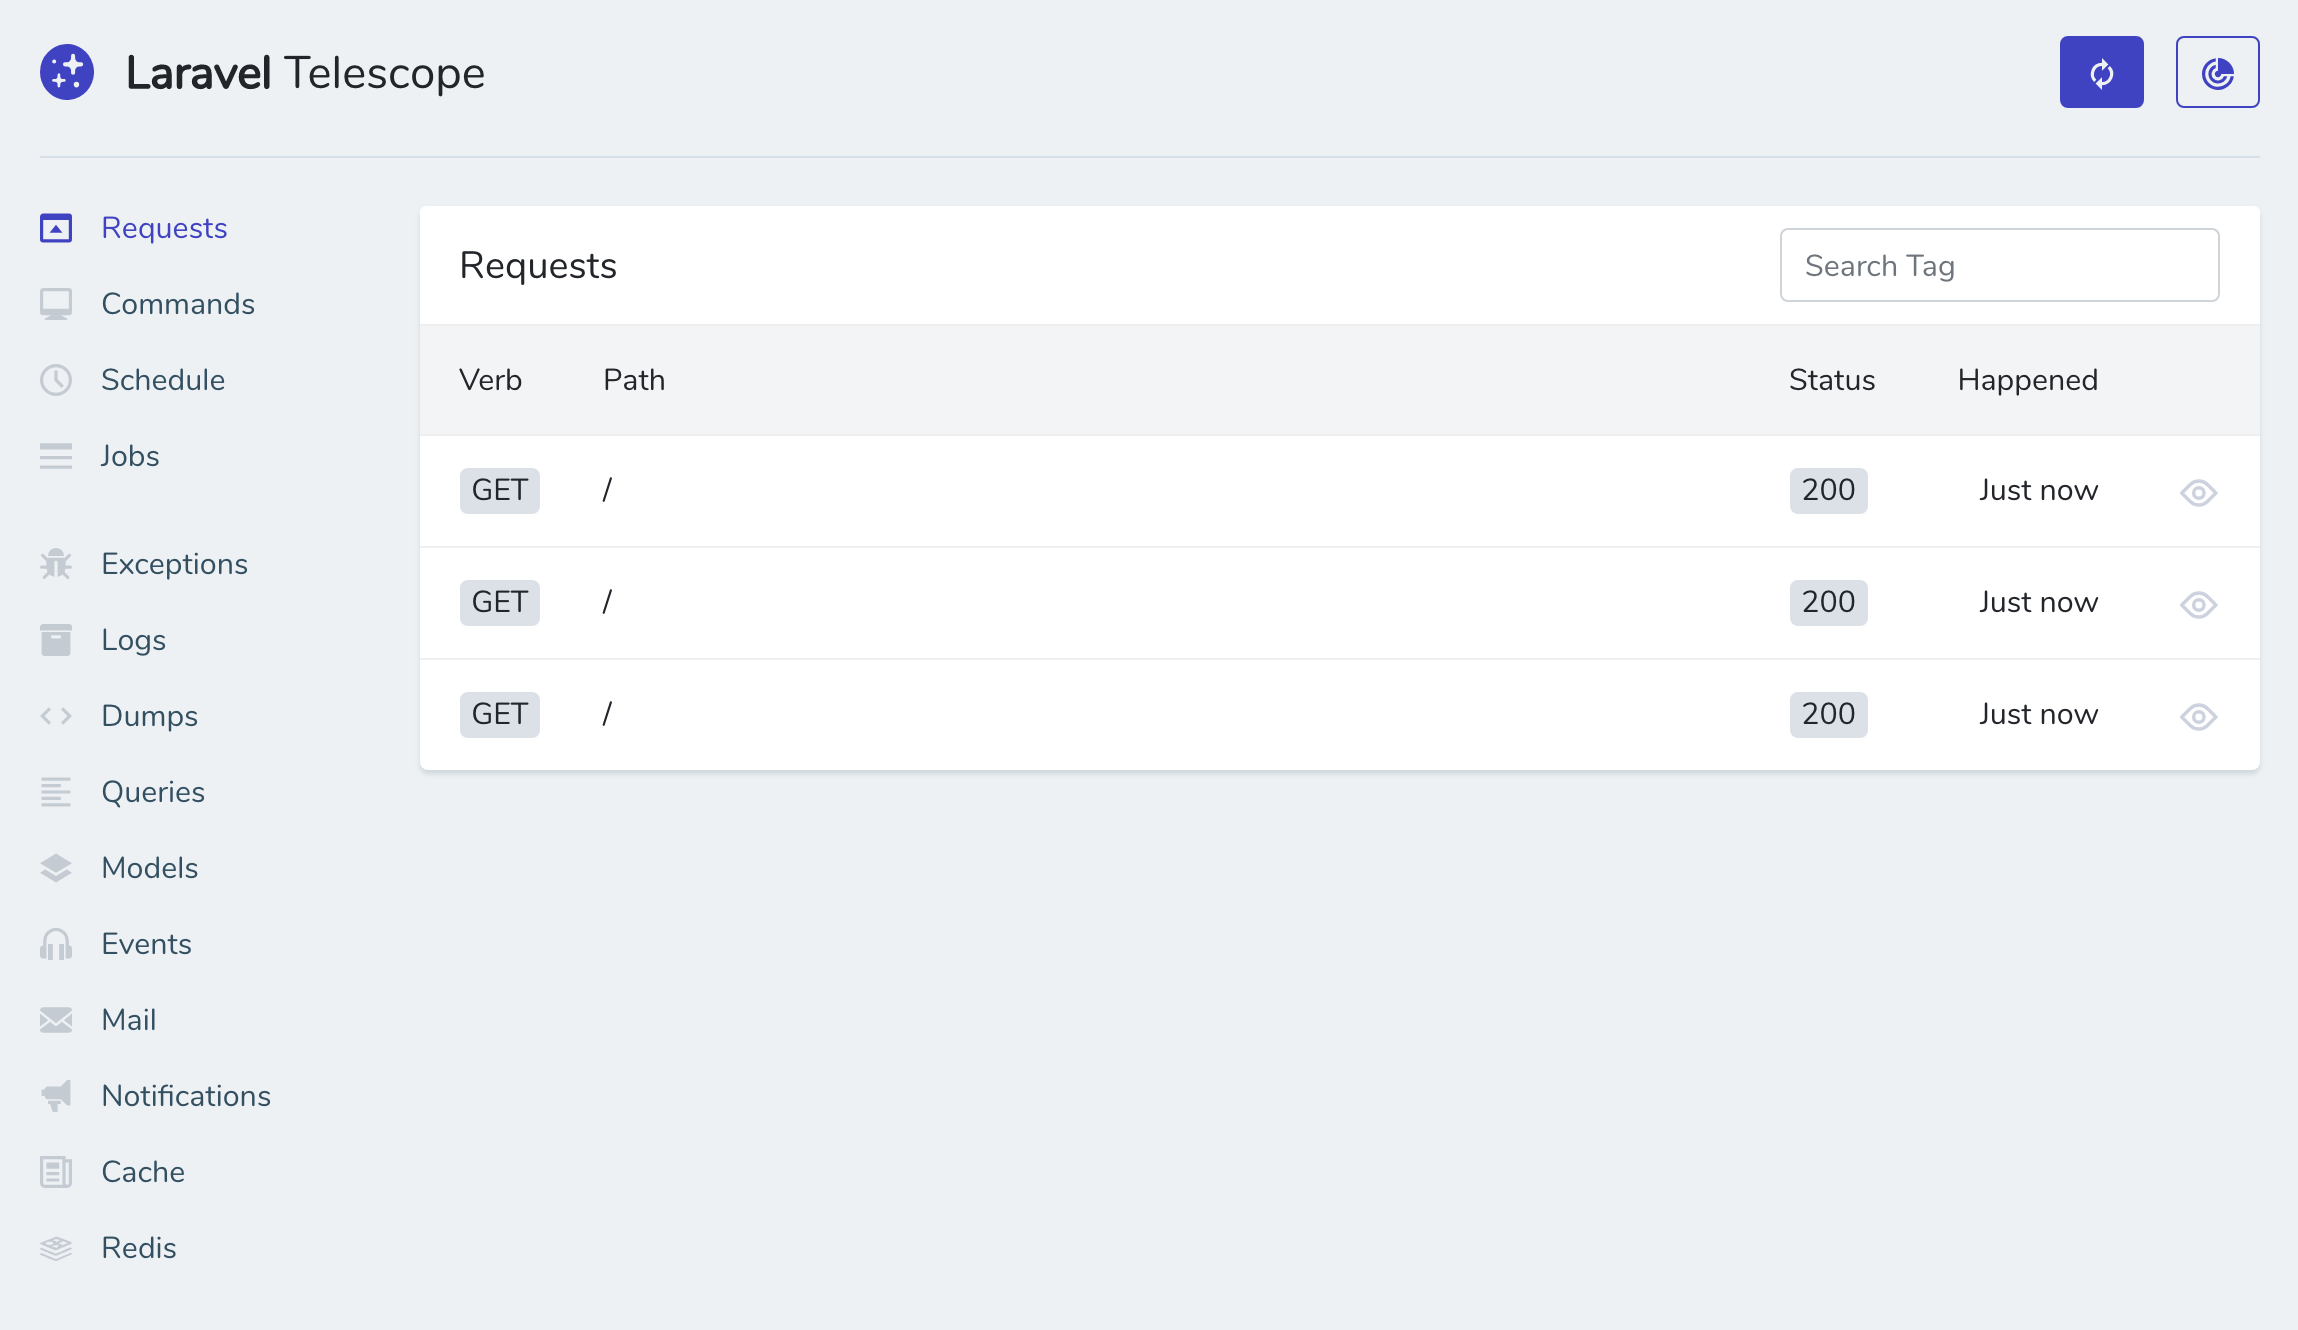 Laravel Telescope
Requests
Commands
Schedule
Jobs
Exceptions
Logs
Dumps
Queries
Models
Events
Mail
Notifications
Cache
Redis
Requests
Search Tag
Verb Path Status Happened
GET / 200 Just now
GET / 200 Just now
GET / 200 Just now